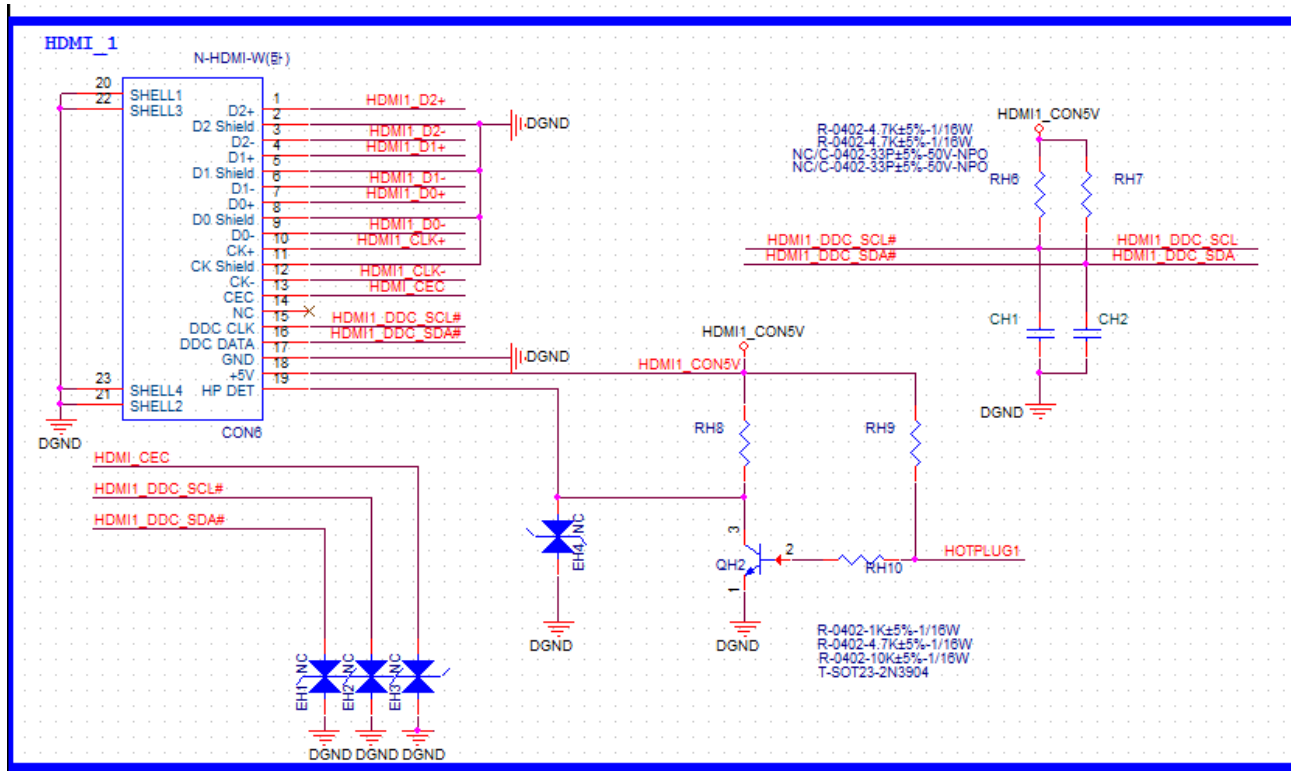 HDMI_1
N-HDMI-W(탑)
20
22
SHELL1
SHELL3
23
21
SHELL4
SHELL2
DGND
1
D2+
HDMI1_D2+
2
D2 Shield
3
D2-
HDMI1_D2-
4
D1+
HDMI1_D1+
5
D1 Shield
6
D1-
HDMI1_D1-
7
D0+
HDMI1_D0+
8
D0 Shield
9
D0-
HDMI1_D0-
10
CK+
HDMI1_CLK+
11
CK Shield
12
CK-
HDMI1_CLK-
13
CEC
HDMI_CEC
14
NC
15
DDC CLK
HDMI1_DDC_SCL#
16
DDC DATA
HDMI1_DDC_SDA#
17
GND
18
+5V
19
HP DET
CON6
DGND
DGND
HDMI1_CON5V
R-0402-4.7K±5%-1/16W
R-0402-4.7K±5%-1/16W
NC/C-0402-33P±5%-50V-NPO
NC/C-0402-33P±5%-50V-NPO
RH6
RH7
HDMI1_DDC_SCL#
HDMI1_DDC_SCL
HDMI1_DDC_SDA#
HDMI1_DDC_SDA
CH1
CH2
DGND
HDMI1_CON5V
HDMI1_CON5V
RH8
RH9
HDMI_CEC
HDMI1_DDC_SCL#
HDMI1_DDC_SDA#
EH4_NC
3
QH2
2
1
RH10
HOTPLUG1
DGND
DGND
R-0402-1K±5%-1/16W
R-0402-4.7K±5%-1/16W
R-0402-10K±5%-1/16W
T-SOT23-2N3904
EH1_NC
EH2_NC
EH3_NC
DGND
DGND
DGND